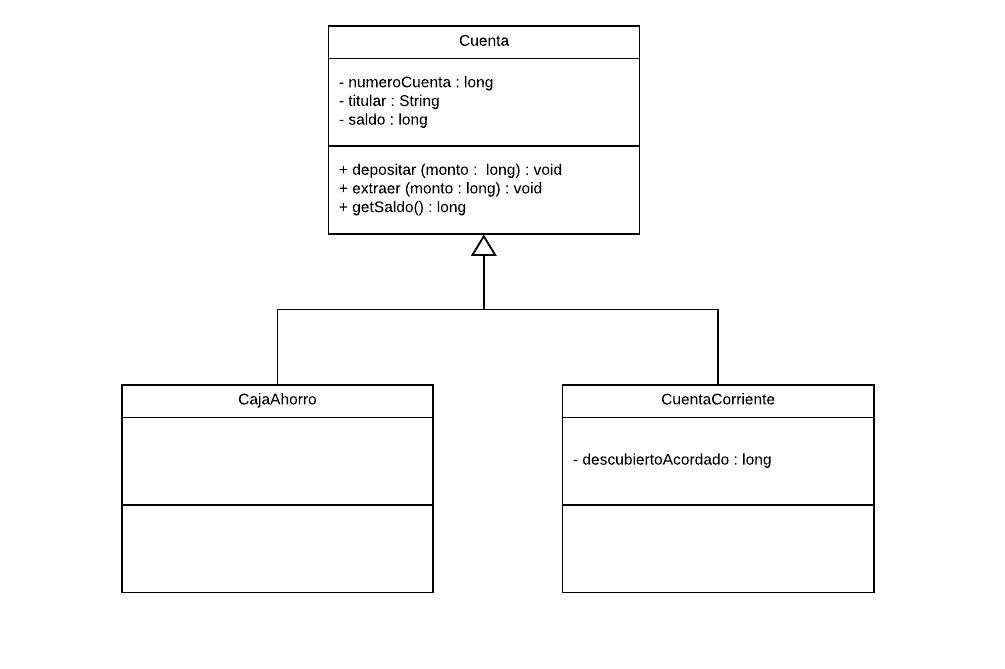 Cuenta
- numeroCuenta : long
- titular : String
- saldo : long
+ depositar (monto :  long) : void
+ extraer (monto : long) : void
+ getSaldo() : long
CajaAhorro
CuentaCorriente
- descubiertoAcordado : long